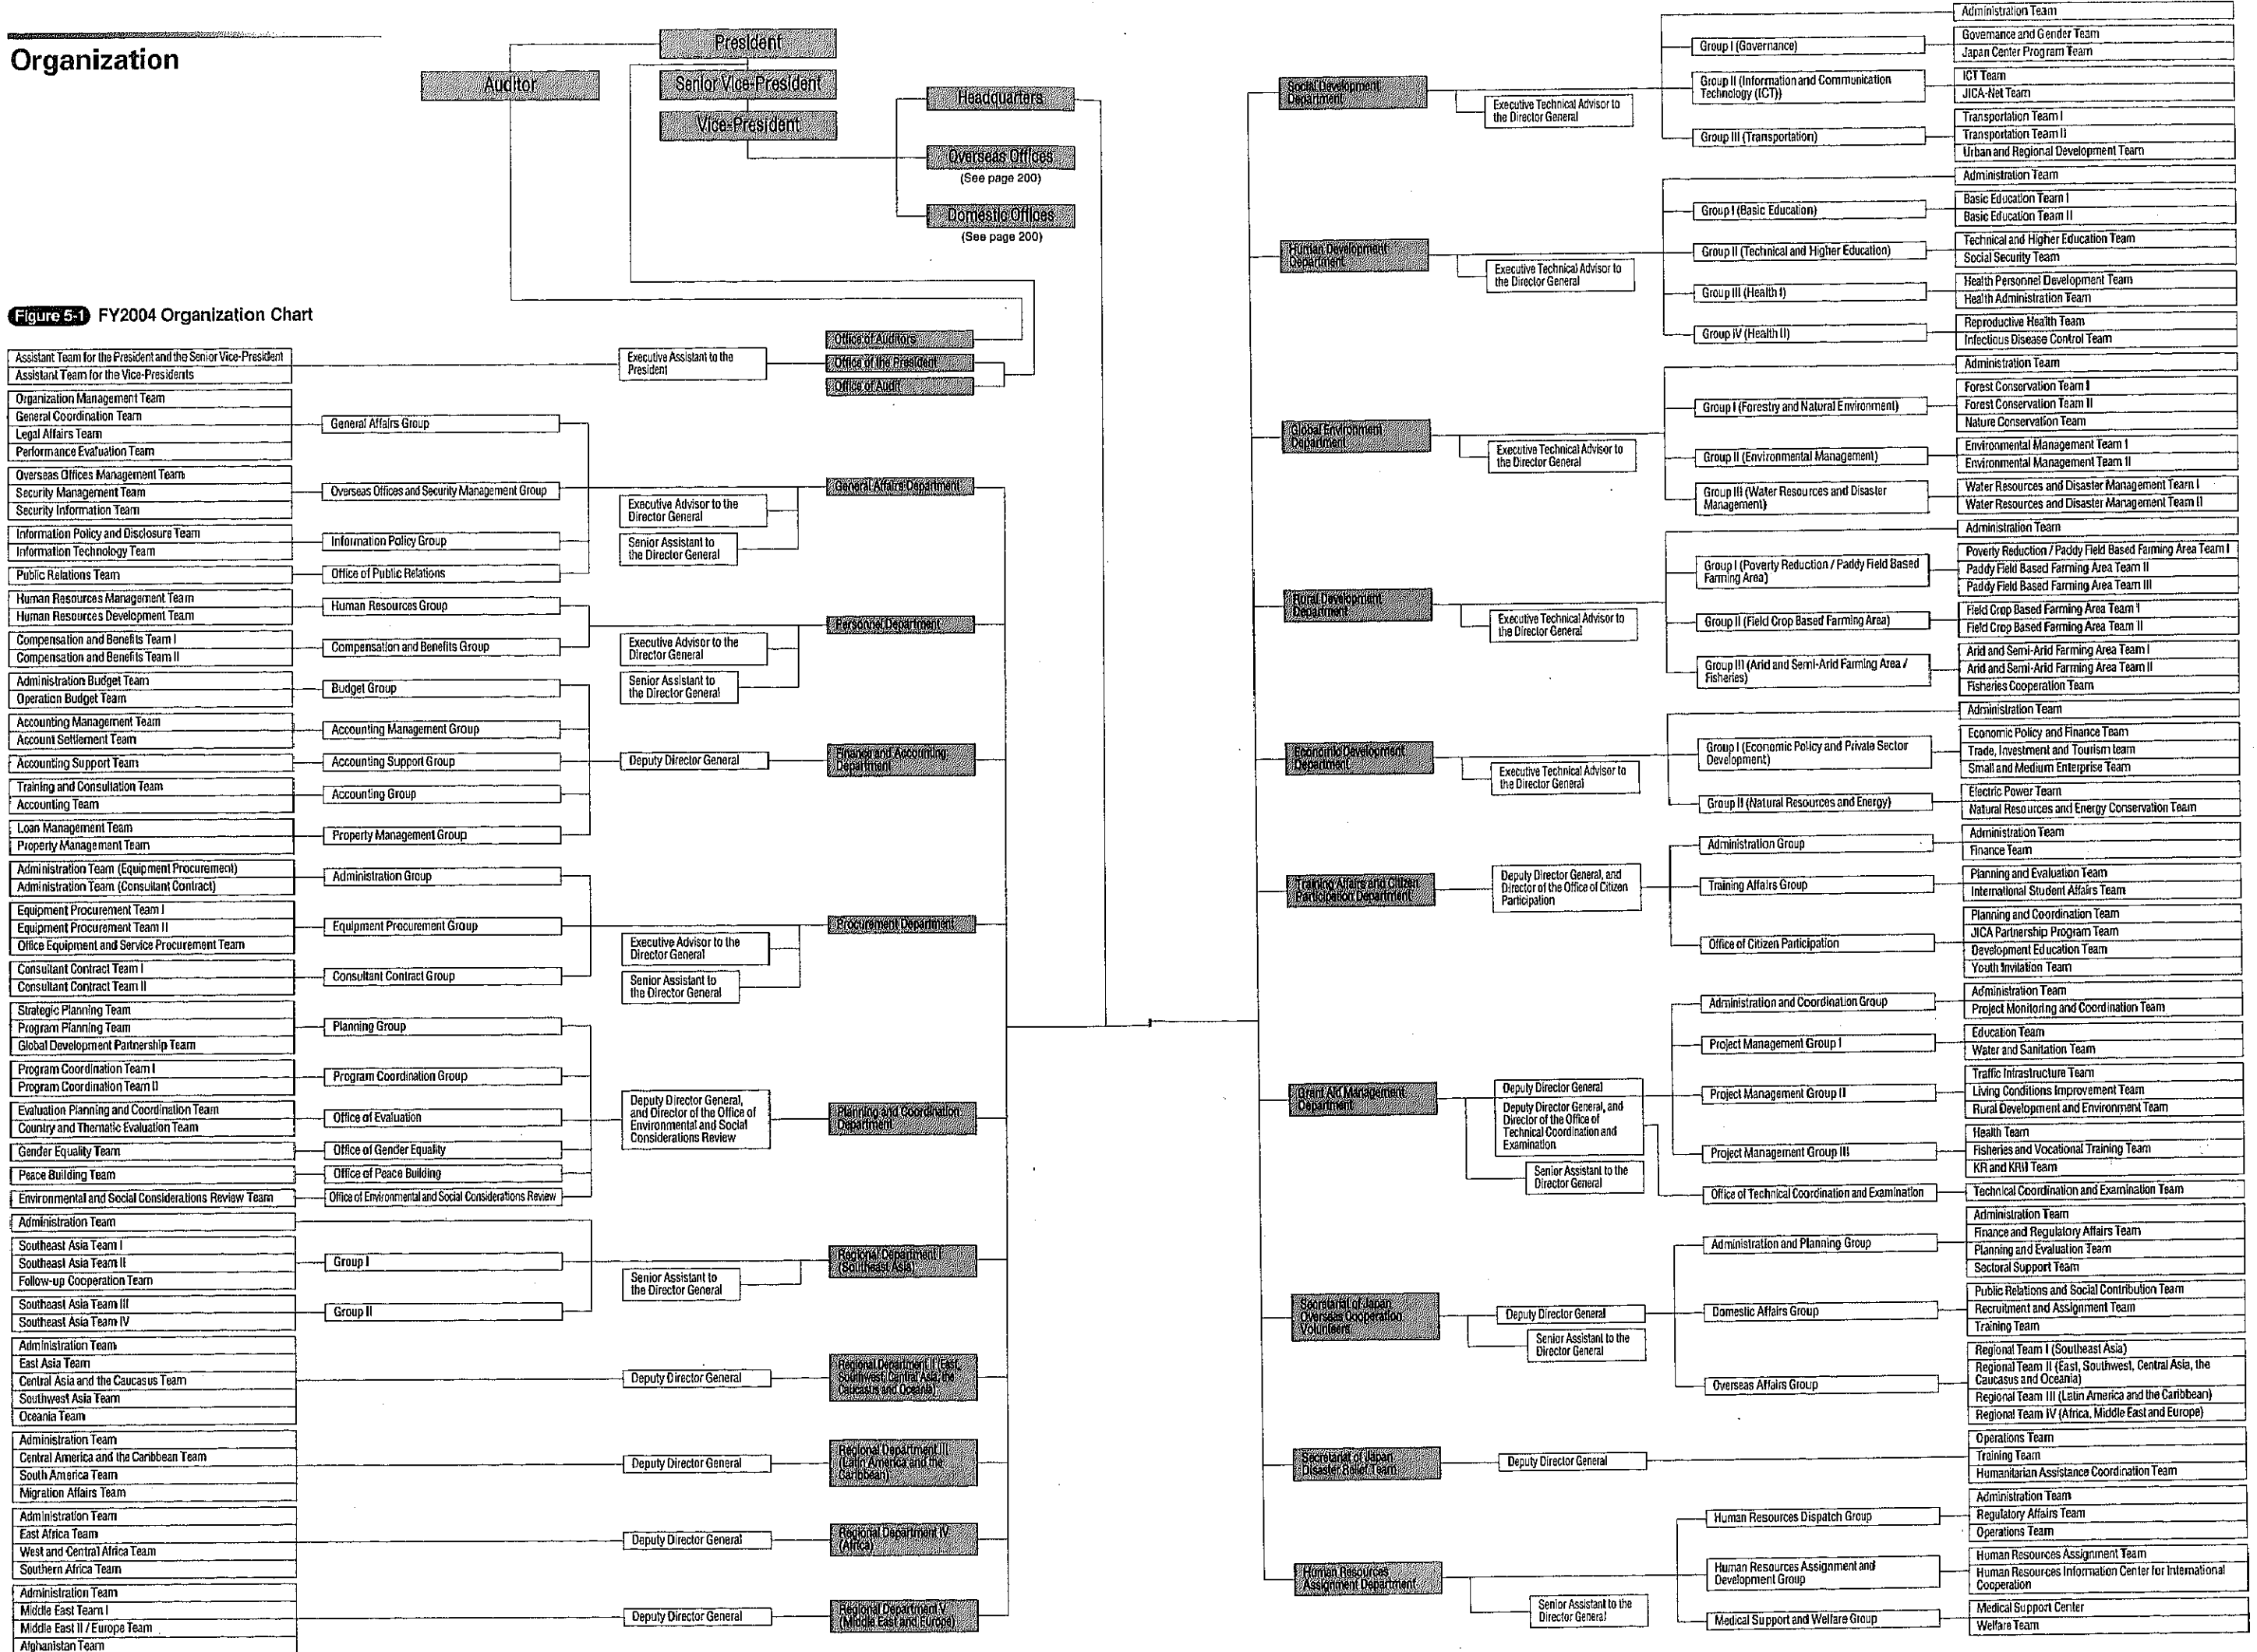 Organization
President
Auditor
Senior Vice-President
Vice-President
Headquarters
Overseas Offices
(See page 200)
Domestic Offices
(See page 200)
Figure 5-1 FY2004 Organization Chart
Office of Auditors
Assistant Team for the President and the Senior Vice-President
Assistant Team for the Vice-Presidents
Executive Assistant to the
President
Office of the President
Office of Audit
Organization Management Team
General Coordination Team
Legal Affairs Team
Performance Evaluation Team
General Affairs Group
Overseas Offices Management Team
Security Management Team
Security Information Team
Overseas Offices and Security Management Group
General Affairs Department
Executive Advisor to the
Director General
Senior Assistant to
the Director General
Information Policy and Disclosure Team
Information Technology Team
Information Policy Group
Public Relations Team
Office of Public Relations
Human Resources Management Team
Human Resources Development Team
Human Resources Group
Personnel Department
Executive Advisor to the
Director General
Senior Assistant to
the Director General
Compensation and Benefits Team I
Compensation and Benefits Team II
Compensation and Benefits Group
Administration Budget Team
Operation Budget Team
Budget Group
Accounting Management Team
Account Settlement Team
Accounting Management Group
Accounting Support Team
Accounting Support Group
Deputy Director General
Finance and Accounting
Department
Training and Consultation Team
Accounting Team
Accounting Group
Loan Management Team
Property Management Team
Property Management Group
Administration Team (Equipment Procurement)
Administration Team (Consultant Contract)
Administration Group
Equipment Procurement Team I
Equipment Procurement Team II
Office Equipment and Service Procurement Team
Equipment Procurement Group
Procurement Department
Executive Advisor to the
Director General
Senior Assistant to
the Director General
Consultant Contract Team I
Consultant Contract Team II
Consultant Contract Group
Strategic Planning Team
Program Planning Team
Global Development Partnership Team
Planning Group
Program Coordination Team I
Program Coordination Team II
Program Coordination Group
Evaluation Planning and Coordination Team
Country and Thematic Evaluation Team
Office of Evaluation
Deputy Director General,
and Director of the Office of
Environmental and Social
Considerations Review
Planning and Coordination
Department
Gender Equality Team
Office of Gender Equality
Peace Building Team
Office of Peace Building
Environmental and Social Considerations Review Team
Office of Environmental and Social Considerations Review
Administration Team
Southeast Asia Team I
Southeast Asia Team II
Follow-up Cooperation Team
Group I
Senior Assistant to
the Director General
Regional Department I
(Southeast Asia)
Southeast Asia Team III
Southeast Asia Team IV
Group II
Administration Team
East Asia Team
Central Asia and the Caucasus Team
Southwest Asia Team
Oceania Team
Deputy Director General
Regional Department II (East,
Southwest, Central Asia, the
Caucasus and Oceania)
Administration Team
Central America and the Caribbean Team
South America Team
Migration Affairs Team
Deputy Director General
Regional Department III
(Latin America and the
Caribbean)
Administration Team
East Africa Team
West and Central Africa Team
Southern Africa Team
Deputy Director General
Regional Department IV
(Africa)
Administration Team
Middle East Team I
Middle East II / Europe Team
Afghanistan Team
Deputy Director General
Regional Department V
(Middle East and Europe)
Social Development
Department
Executive Technical Advisor to
the Director General
Administration Team
Group I (Governance)
Governance and Gender Team
Japan Center Program Team
Group II (Information and Communication
Technology (ICT))
ICT Team
JICA-Net Team
Group III (Transportation)
Transportation Team I
Transportation Team II
Urban and Regional Development Team
Human Development
Department
Executive Technical Advisor to
the Director General
Administration Team
Group I (Basic Education)
Basic Education Team I
Basic Education Team II
Group II (Technical and Higher Education)
Technical and Higher Education Team
Social Security Team
Group III (Health I)
Health Personnel Development Team
Health Administration Team
Group IV (Health II)
Reproductive Health Team
Infectious Disease Control Team
Global Environment
Department
Executive Technical Advisor to
the Director General
Administration Team
Group I (Forestry and Natural Environment)
Forest Conservation Team I
Forest Conservation Team II
Nature Conservation Team
Group II (Environmental Management)
Environmental Management Team I
Environmental Management Team II
Group III (Water Resources and Disaster
Management)
Water Resources and Disaster Management Team I
Water Resources and Disaster Management Team II
Rural Development
Department
Executive Technical Advisor to
the Director General
Administration Team
Group I (Poverty Reduction / Paddy Field Based
Farming Area)
Poverty Reduction / Paddy Field Based Farming Area Team I
Paddy Field Based Farming Area Team II
Paddy Field Based Farming Area Team III
Group II (Field Crop Based Farming Area)
Field Crop Based Farming Area Team I
Field Crop Based Farming Area Team II
Group III (Arid and Semi-Arid Farming Area /
Fisheries)
Arid and Semi-Arid Farming Area Team I
Arid and Semi-Arid Farming Area Team II
Fisheries Cooperation Team
Economic Development
Department
Executive Technical Advisor to
the Director General
Administration Team
Group I (Economic Policy and Private Sector
Development)
Economic Policy and Finance Team
Trade, Investment and Tourism team
Small and Medium Enterprise Team
Group II (Natural Resources and Energy)
Electric Power Team
Natural Resources and Energy Conservation Team
Training Affairs and Citizen
Participation Department
Deputy Director General, and
Director of the Office of Citizen
Participation
Administration Group
Administration Team
Finance Team
Training Affairs Group
Planning and Evaluation Team
International Student Affairs Team
Office of Citizen Participation
Planning and Coordination Team
JICA Partnership Program Team
Development Education Team
Youth Invitation Team
Grant Aid Management
Department
Deputy Director General
Deputy Director General, and
Director of the Office of
Technical Coordination and
Examination
Senior Assistant to the
Director General
Administration and Coordination Group
Administration Team
Project Monitoring and Coordination Team
Project Management Group I
Education Team
Water and Sanitation Team
Project Management Group II
Traffic Infrastructure Team
Living Conditions Improvement Team
Rural Development and Environment Team
Project Management Group III
Health Team
Fisheries and Vocational Training Team
KR and KRII Team
Office of Technical Coordination and Examination
Technical Coordination and Examination Team
Secretariat of Japan
Overseas Cooperation
Volunteers
Deputy Director General
Senior Assistant to the
Director General
Administration and Planning Group
Administration Team
Finance and Regulatory Affairs Team
Planning and Evaluation Team
Sectoral Support Team
Domestic Affairs Group
Public Relations and Social Contribution Team
Recruitment and Assignment Team
Training Team
Overseas Affairs Group
Regional Team I (Southeast Asia)
Regional Team II (East, Southwest, Central Asia, the
Caucasus and Oceania)
Regional Team III (Latin America and the Caribbean)
Regional Team IV (Africa, Middle East and Europe)
Secretariat of Japan
Disaster Relief Team
Deputy Director General
Operations Team
Training Team
Humanitarian Assistance Coordination Team
Human Resources
Assignment Department
Senior Assistant to the
Director General
Human Resources Dispatch Group
Administration Team
Regulatory Affairs Team
Operations Team
Human Resources Assignment and
Development Group
Human Resources Assignment Team
Human Resources Information Center for International
Cooperation
Medical Support and Welfare Group
Medical Support Center
Welfare Team